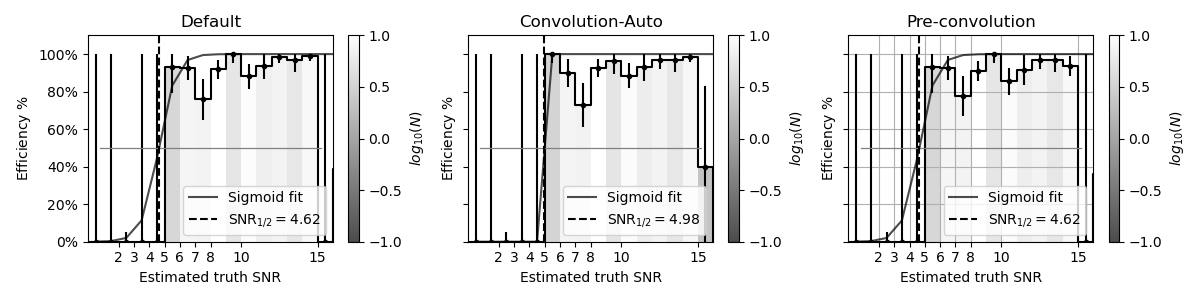 Default
Convolution-Auto
Pre-convolution
Efficiency %
100%
80%
60%
40%
20%
0%
2 3 4 5 6 7 8 10 15
Estimated truth SNR
Sigmoid fit
SNR1/2 = 4.62
1.0
0.5
0.0
−0.5
−1.0
log10(N)
Efficiency %
2 3 4 5 6 7 8 10 15
Estimated truth SNR
Sigmoid fit
SNR1/2 = 4.98
1.0
0.5
0.0
−0.5
−1.0
log10(N)
Efficiency %
2 3 4 5 6 7 8 10 15
Estimated truth SNR
Sigmoid fit
SNR1/2 = 4.62
1.0
0.5
0.0
−0.5
−1.0
log10(N)